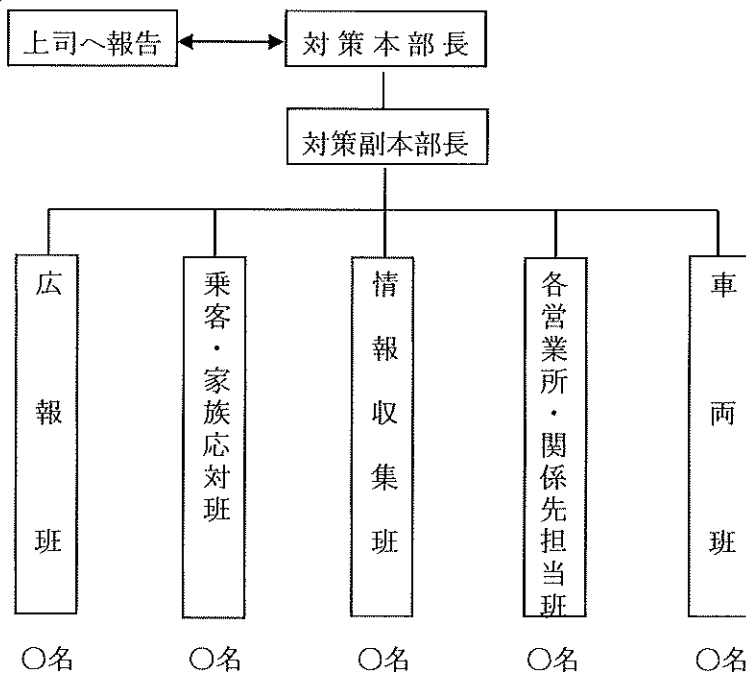 上司へ報告
対策本部長
対策副本部長
広報班
乗客・家族応対班
情報収集班
各営業所・関係先担当班
車両班
○名
○名
○名
○名
○名